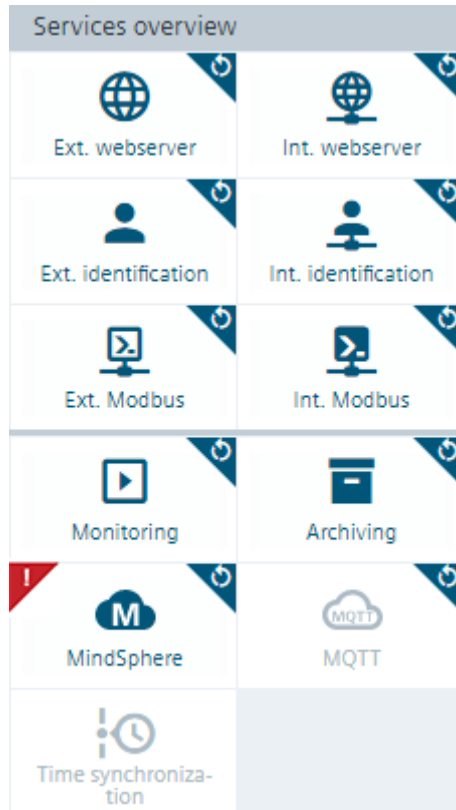 Services overview
Ext. webserver
Int. webserver
Ext. identification
Int. identification
Ext. Modbus
Int. Modbus
Monitoring
Archiving
!
M
MindSphere
MQTT
MQTT
Time synchroniza-
tion